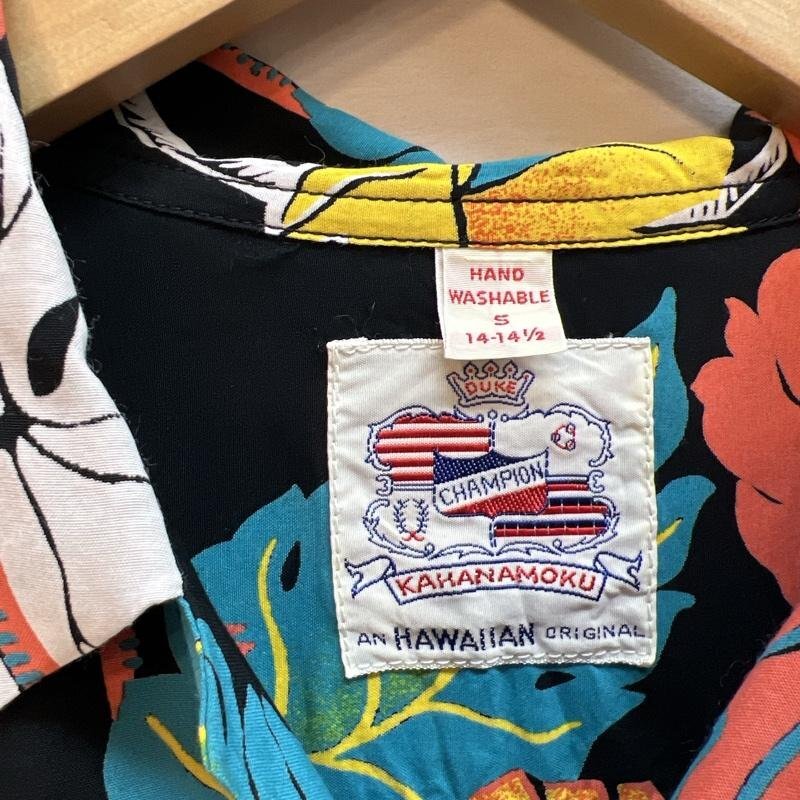 HAND
WASHABLE
S
14-14½
DUKE
CHAMPION
KAHANAMOKU
AN HAWAIIAN ORIGINAL